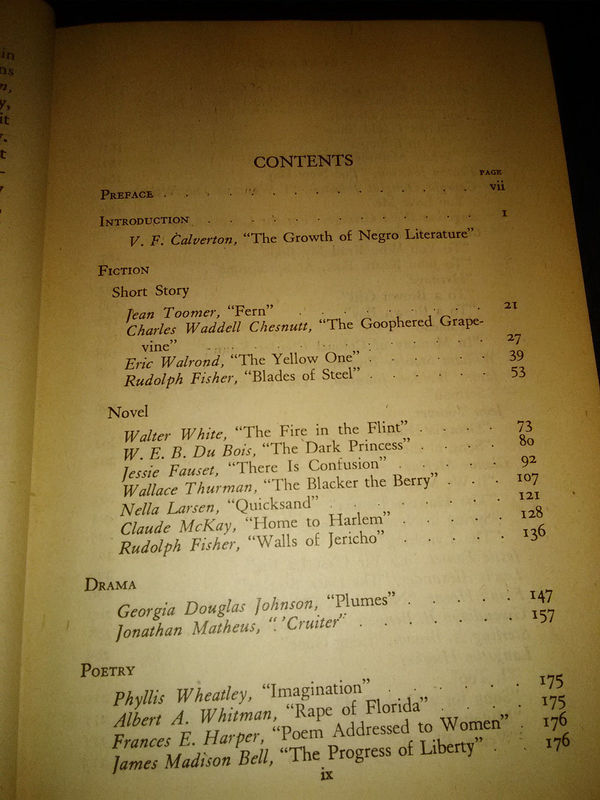 in
ns
n,
y,
it
y.
t
CONTENTS
PAGE
PREFACE . . . . . . . . . . . . vii
INTRODUCTION . . . . . . . . . . . 1
V. F. Calverton, “The Growth of Negro Literature”
FICTION
Short Story
Jean Toomer, “Fern” . . . . . . . . 21
Charles Waddell Chesnutt, “The Goophered Grape-
vine” . . . . . . . . . . . 27
Eric Walrond, “The Yellow One” . . . . . . 39
Rudolph Fisher, “Blades of Steel” . . . . . . 53
Novel
Walter White, “The Fire in the Flint” . . . . 73
W. E. B. Du Bois, “The Dark Princess” . . . . 80
Jessie Fauset, “There Is Confusion” . . . . . 92
Wallace Thurman, “The Blacker the Berry” . . . 107
Nella Larsen, “Quicksand” . . . . . . . 121
Claude McKay, “Home to Harlem” . . . . . 128
Rudolph Fisher, “Walls of Jericho” . . . . . 136
DRAMA
Georgia Douglas Johnson, “Plumes” . . . . . 147
Jonathan Matheus, “'Cruiter” . . . . . . . 157
POETRY
Phyllis Wheatley, “Imagination” . . . . . . 175
Albert A. Whitman, “Rape of Florida” . . . . 175
Frances E. Harper, “Poem Addressed to Women” . 176
James Madison Bell, “The Progress of Liberty” . . 176
ix